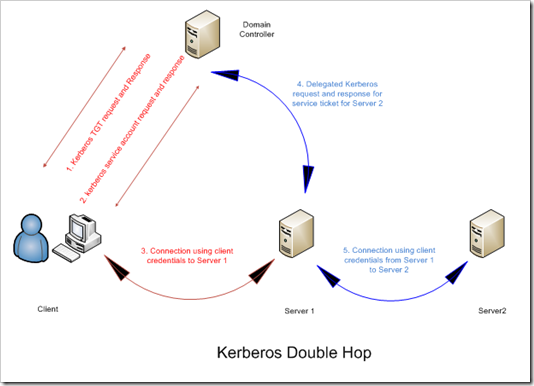 Domain
Controller
1. Kerberos TGT request and Response
2. kerberos service account request and response
4. Delegated Kerberos
request and response for
service ticket for Server 2
3. Connection using client
credentials to Server 1
5. Connection using client
credentials from Server 1
to Server 2
Client
Server 1
Server2
Kerberos Double Hop